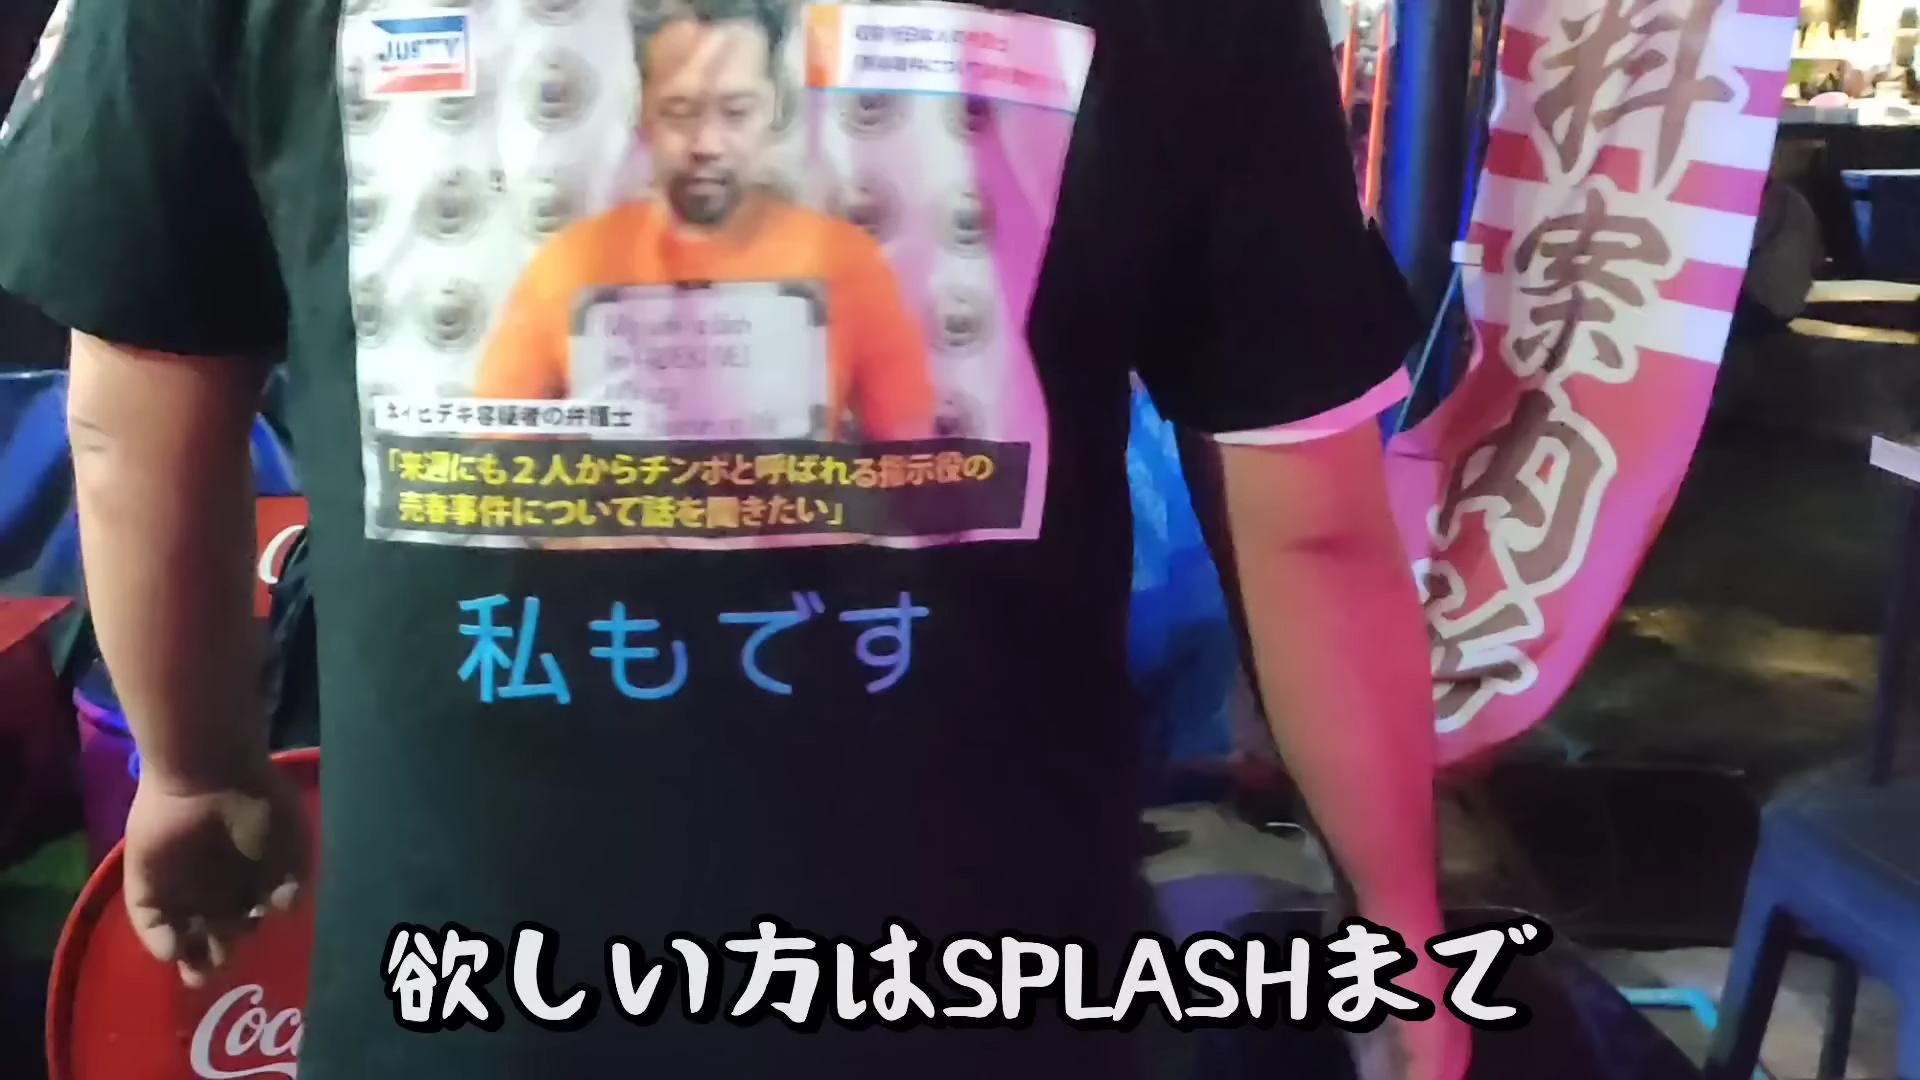 JUSTY
ネイヒデキ容疑者の弁護士
「来週にも2人からチンポと呼ばれる指示役の
売春事件について話を聞きたい」
私もです
料案内所
Coca
欲しい方はSPLASHまで